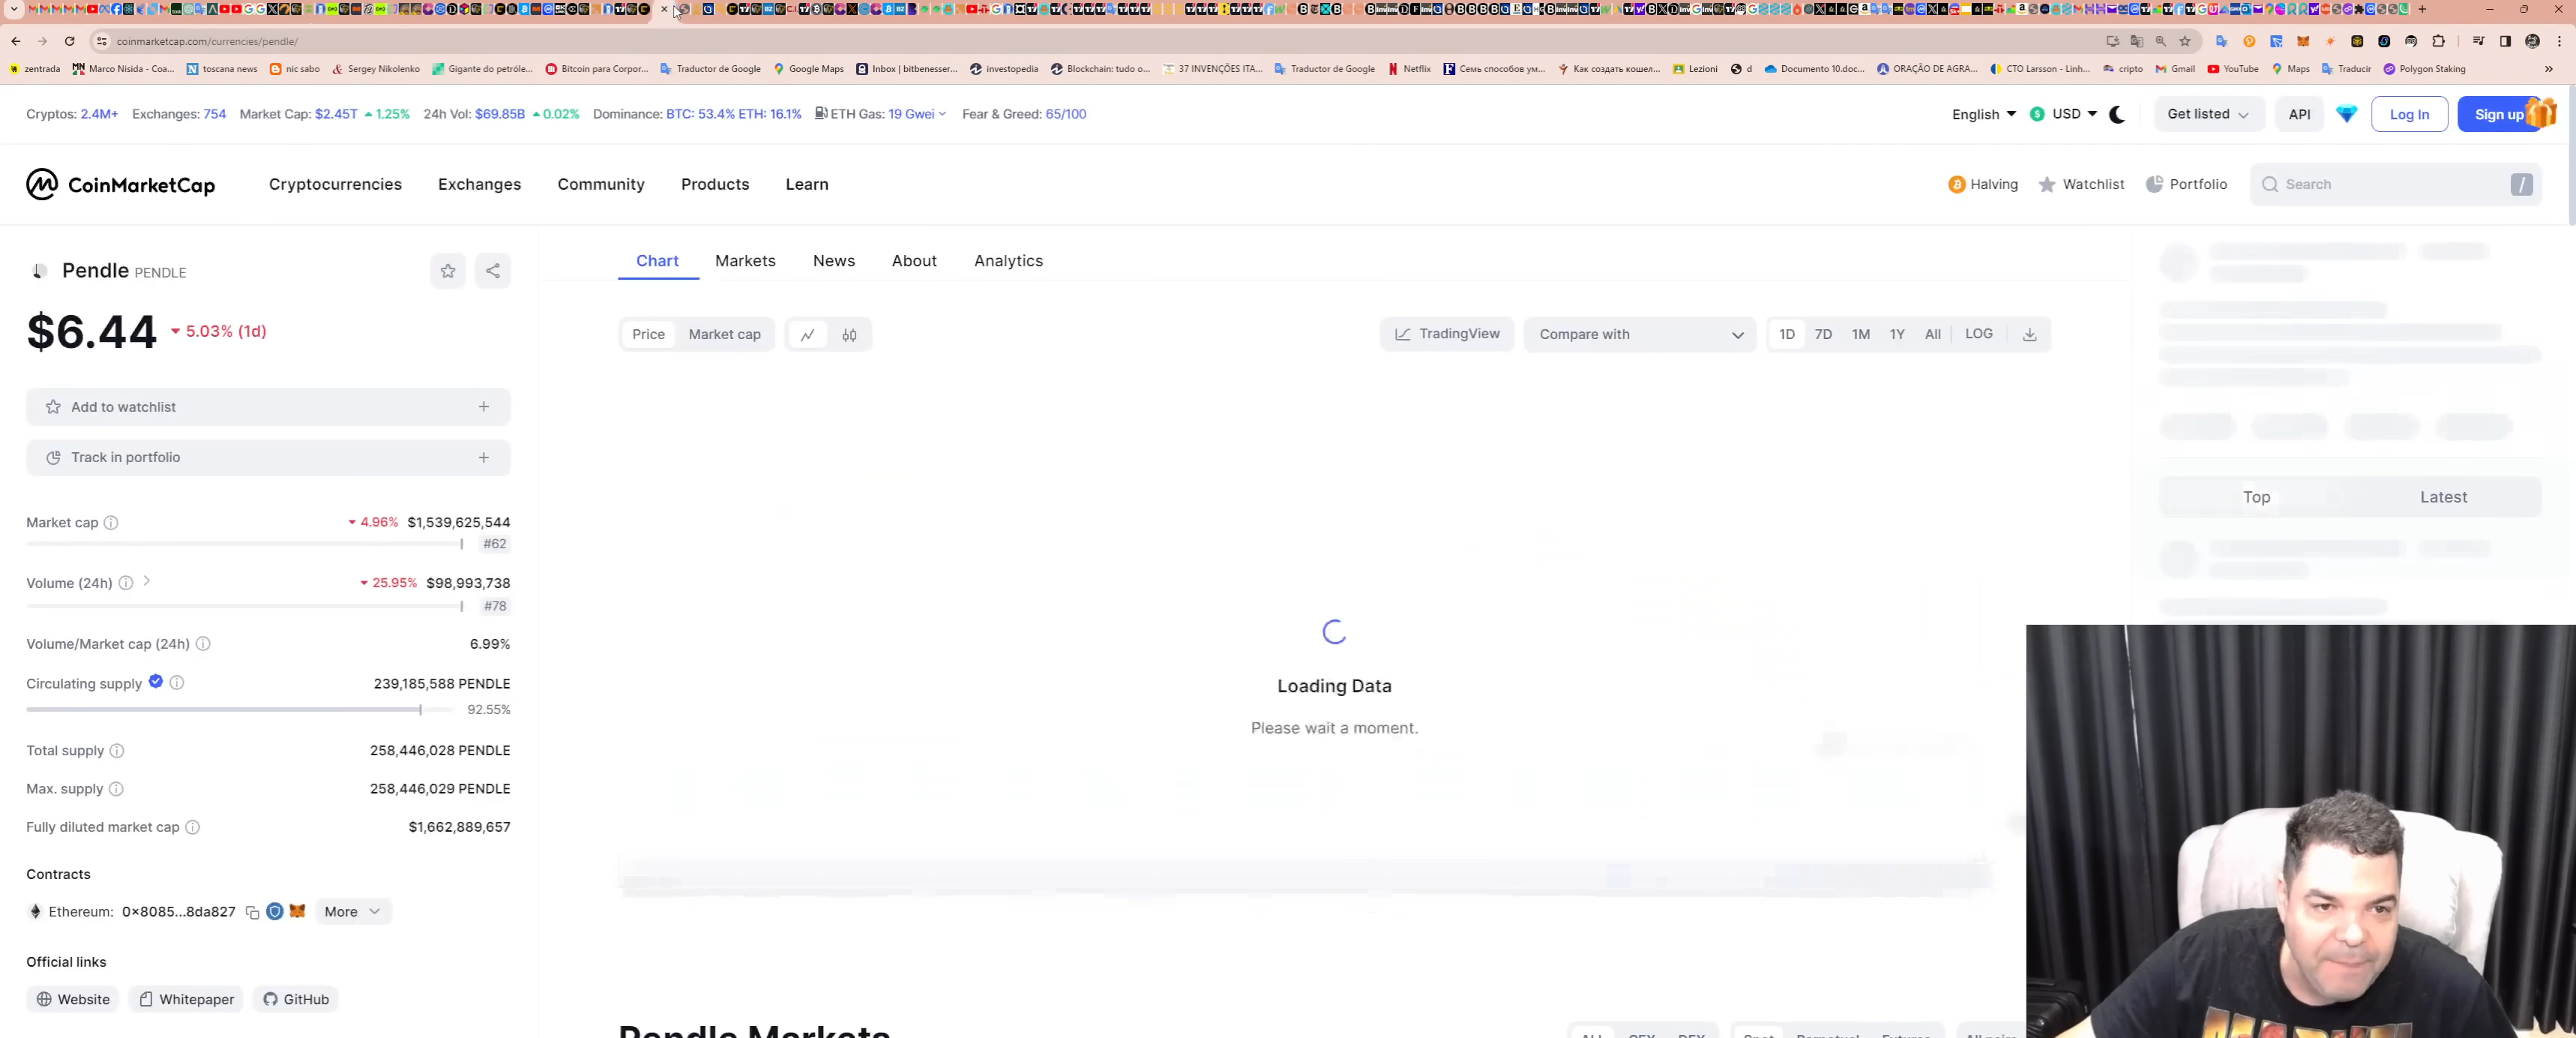 coinmarketcap.com/currencies/pendle/
zentrada
Marco Nisida - Coa...
toscana news
nic sabo
Sergey Nikolenko
Gigante do petróle...
Bitcoin para Corpor...
Traductor de Google
Google Maps
Inbox | bitbenesser...
investopedia
Blockchain: tudo o...
37 INVENÇÕES ITA...
Traductor de Google
Netflix
Семь способов ум...
Как создать кошел...
Lezioni
d
Documento 10.doc...
ORAÇÃO DE AGRA...
CTO Larsson - Linh...
cripto
Gmail
YouTube
Maps
Traducir
Polygon Staking
Cryptos: 2.4M+ Exchanges: 754 Market Cap: $2.45T 1.25% 24h Vol: $69.85B 0.02% Dominance: BTC: 53.4% ETH: 16.1% ETH Gas: 19 Gwei Fear & Greed: 65/100
English USD Get listed API Log In Sign up
CoinMarketCap Cryptocurrencies Exchanges Community Products Learn
Halving Watchlist Portfolio Search /
Pendle PENDLE
$6.44 5.03% (1d)
Add to watchlist +
Track in portfolio +
Market cap 4.96% $1,539,625,544
#62
Volume (24h) 25.95% $98,993,738
#78
Volume/Market cap (24h) 6.99%
Circulating supply 239,185,588 PENDLE
92.55%
Total supply 258,446,028 PENDLE
Max. supply 258,446,029 PENDLE
Fully diluted market cap $1,662,889,657
Contracts
Ethereum: 0x8085...8da827 More
Official links
Website Whitepaper GitHub
Chart Markets News About Analytics
Price Market cap
TradingView Compare with 1D 7D 1M 1Y All LOG
Loading Data
Please wait a moment.
Pendle Markets
ALL CEX DEX Spot Perpetual Futures
Top Latest